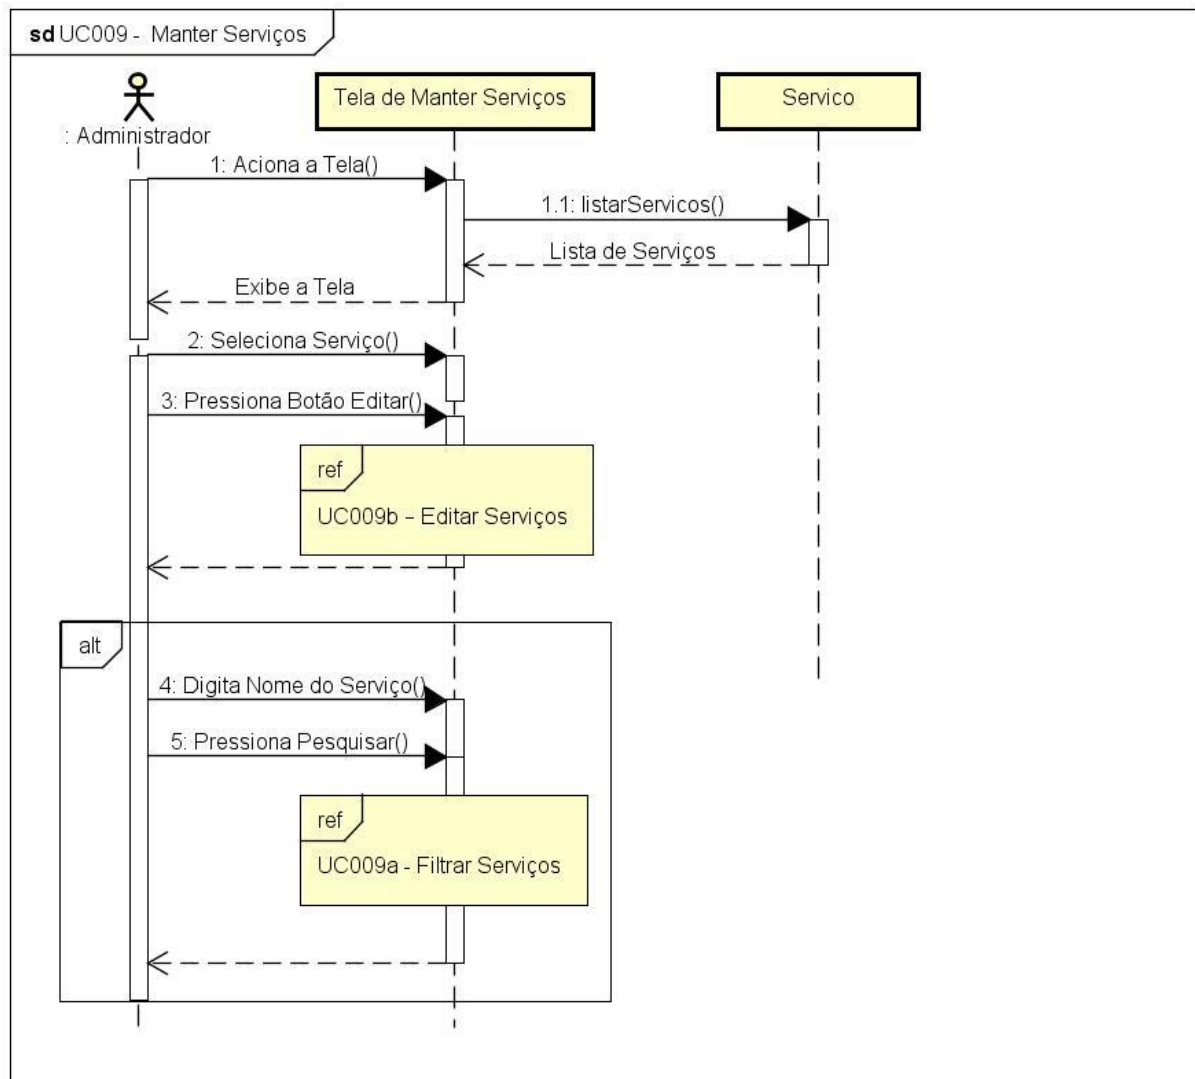 sd UC009 - Manter Serviços
: Administrador
Tela de Manter Serviços
Servico
1: Aciona a Tela()
1.1: listarServicos()
Lista de Serviços
Exibe a Tela
2: Seleciona Serviço()
3: Pressiona Botão Editar()
ref
UC009b – Editar Serviços
alt
4: Digita Nome do Serviço()
5: Pressiona Pesquisar()
ref
UC009a - Filtrar Serviços